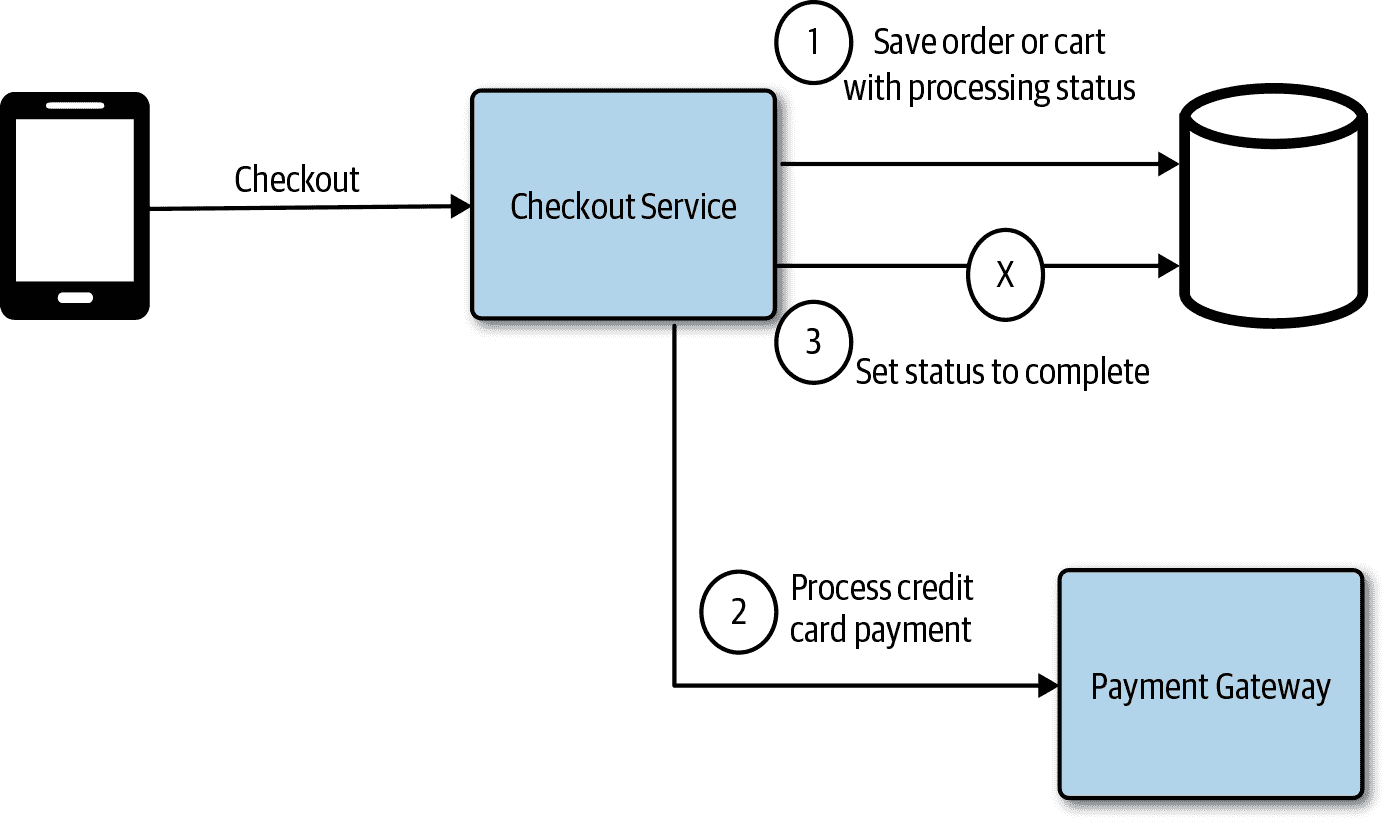 1
Save order or cart
with processing status
Checkout
Checkout Service
X
3
Set status to complete
2
Process credit
card payment
Payment Gateway